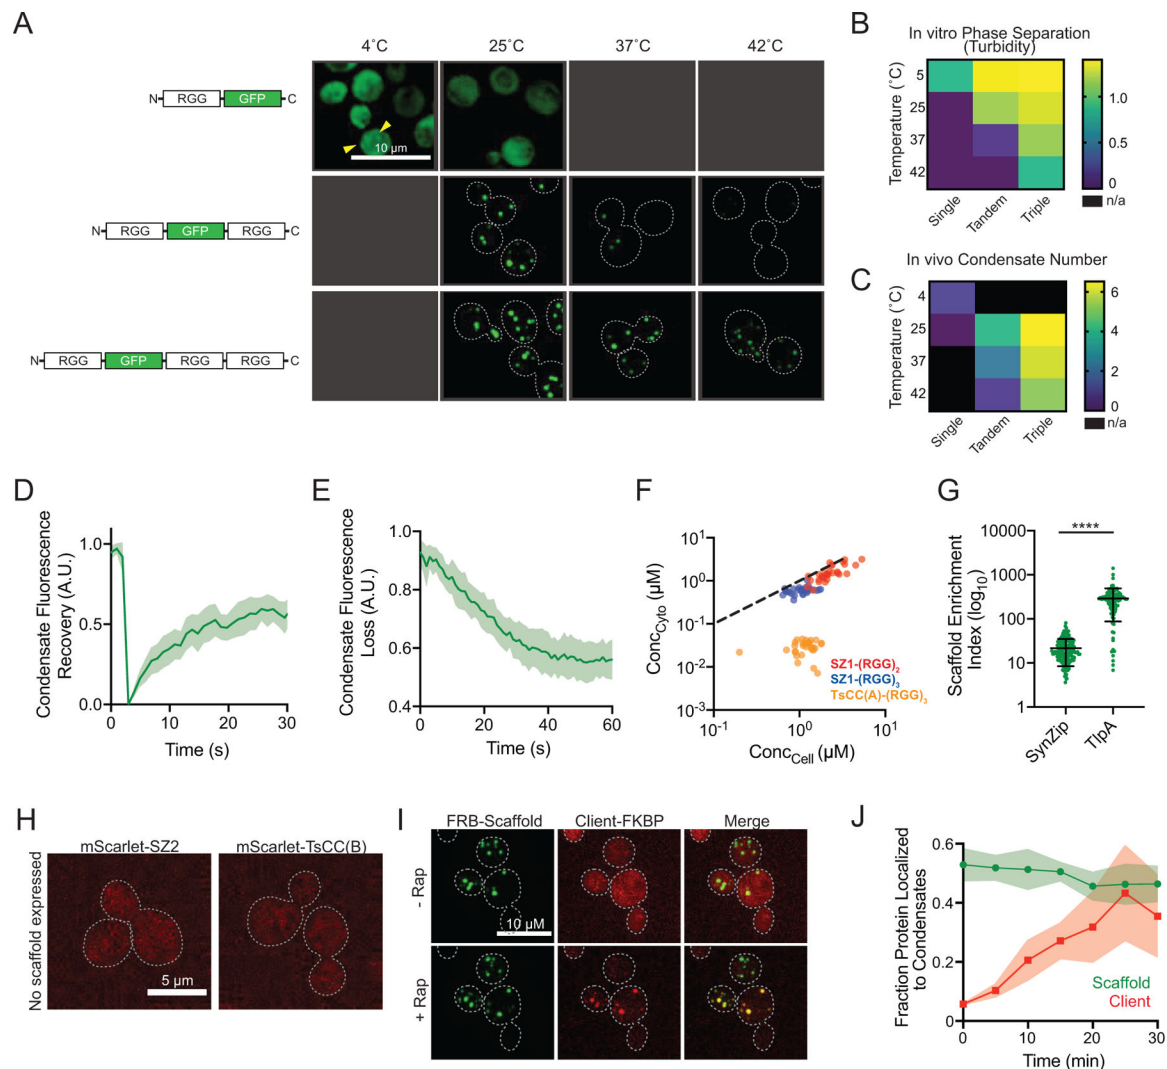 A
4˚C 25˚C 37˚C 42˚C
N RGG GFP C
10 µm
N RGG GFP RGG C
N RGG GFP RGG RGG C
B
In vitro Phase Separation
(Turbidity)
Temperature (˚C)
5
25
37
42
Single Tandem Triple
1.0
0.5
0
n/a
C
In vivo Condensate Number
Temperature (˚C)
4
25
37
42
Single Tandem Triple
6
4
2
0
n/a
D
Condensate Fluorescence
Recovery (A.U.)
1.0
0.5
0.0
0 10 20 30
Time (s)
E
Condensate Fluorescence
Loss (A.U.)
1.0
0.8
0.6
0.4
0 20 40 60
Time (s)
F
Conc_Cyto (µM)
10^1
10^0
10^-1
10^-2
10^-3
SZ1-(RGG)_2
SZ1-(RGG)_3
TsCC(A)-(RGG)_3
10^-1 10^0 10^1
Conc_Cell (µM)
G
Scaffold Enrichment
Index (log_10)
10000
1000
100
10
1
****
SynZip TlpA
H
mScarlet-SZ2 mScarlet-TsCC(B)
No scaffold expressed
5 µm
I
FRB-Scaffold Client-FKBP Merge
- Rap
10 µM
+ Rap
J
Fraction Protein Localized
to Condensates
0.6
0.4
0.2
0.0
Scaffold
Client
0 10 20 30
Time (min)